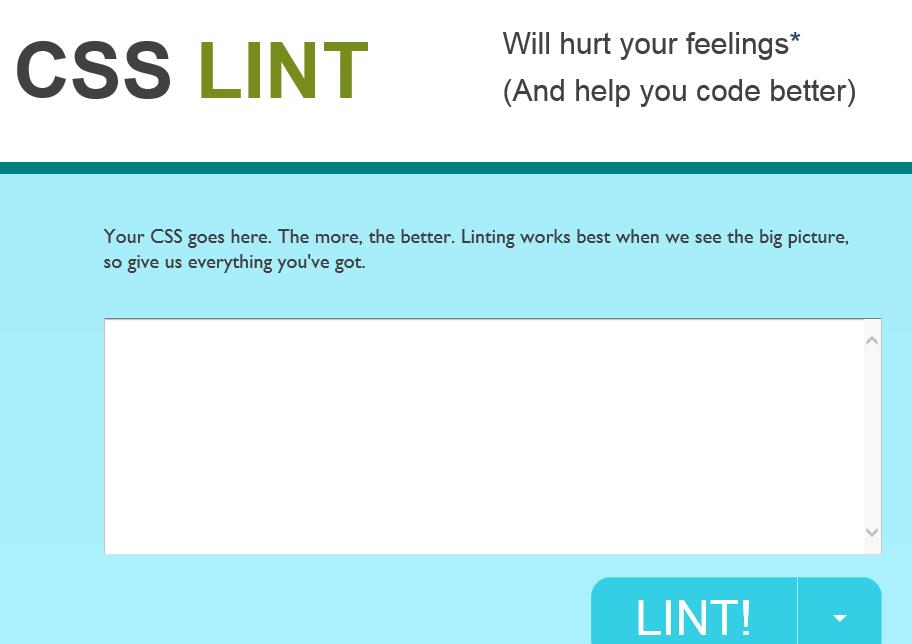 CSS LINT
Will hurt your feelings*
(And help you code better)
Your CSS goes here. The more, the better. Linting works best when we see the big picture,
so give us everything you've got.
LINT!